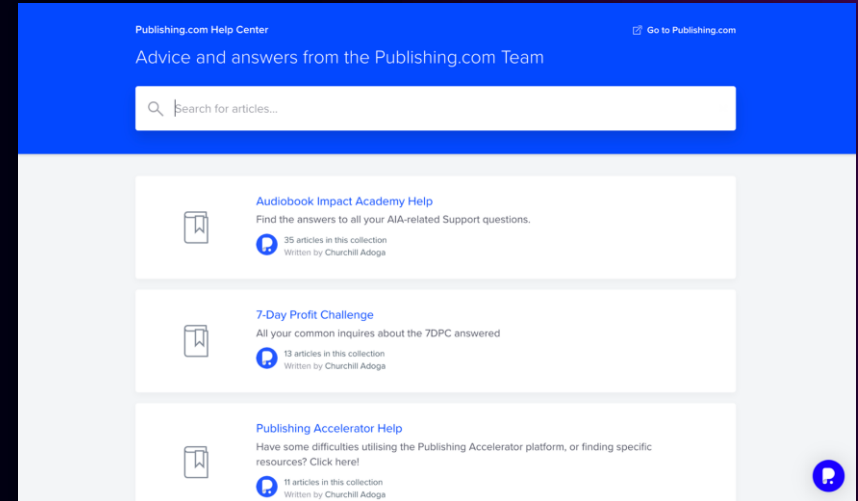 Publishing.com Help Center
Go to Publishing.com
Advice and answers from the Publishing.com Team
Search for articles...
Audiobook Impact Academy Help
Find the answers to all your AIA-related Support questions.
35 articles in this collection
Written by Churchill Adoga
7-Day Profit Challenge
All your common inquires about the 7DPC answered
13 articles in this collection
Written by Churchill Adoga
Publishing Accelerator Help
Have some difficulties utilising the Publishing Accelerator platform, or finding specific
resources? Click here!
11 articles in this collection
Written by Churchill Adoga